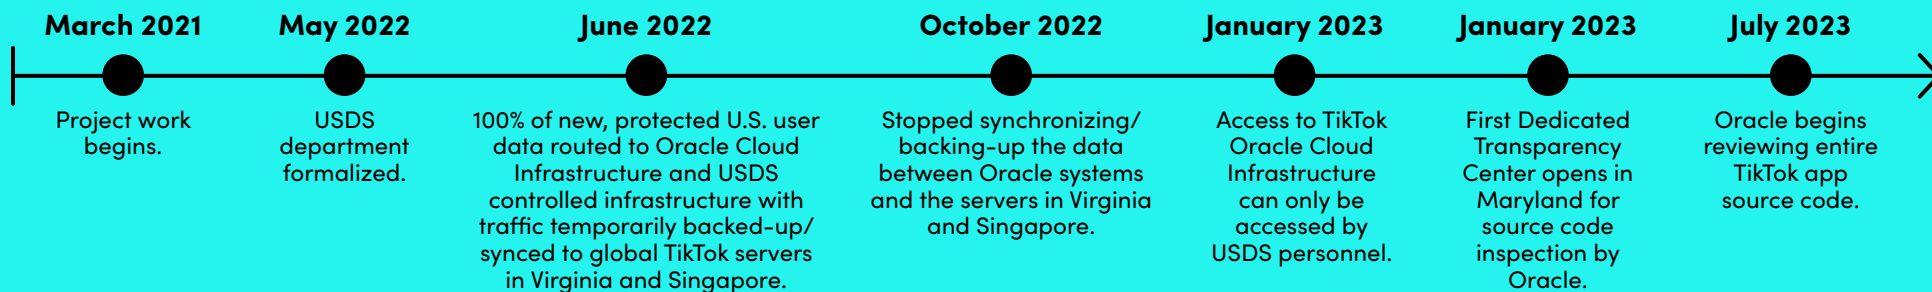 March 2021
Project work
begins.
May 2022
USDS
department
formalized.
June 2022
100% of new, protected U.S. user
data routed to Oracle Cloud
Infrastructure and USDS
controlled infrastructure with
traffic temporarily backed-up/
synced to global TikTok servers
in Virginia and Singapore.
October 2022
Stopped synchronizing/
backing-up the data
between Oracle systems
and the servers in Virginia
and Singapore.
January 2023
Access to TikTok
Oracle Cloud
Infrastructure
can only be
accessed by
USDS personnel.
January 2023
First Dedicated
Transparency
Center opens in
Maryland for
source code
inspection by
Oracle.
July 2023
Oracle begins
reviewing entire
TikTok app
source code.